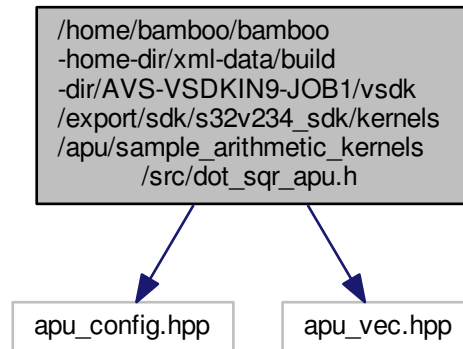 /home/bamboo/bamboo
-home-dir/xml-data/build
-dir/AVS-VSDKIN9-JOB1/vsdk
/export/sdk/s32v234_sdk/kernels
/apu/sample_arithmetic_kernels
/src/dot_sqr_apu.h
apu_config.hpp
apu_vec.hpp